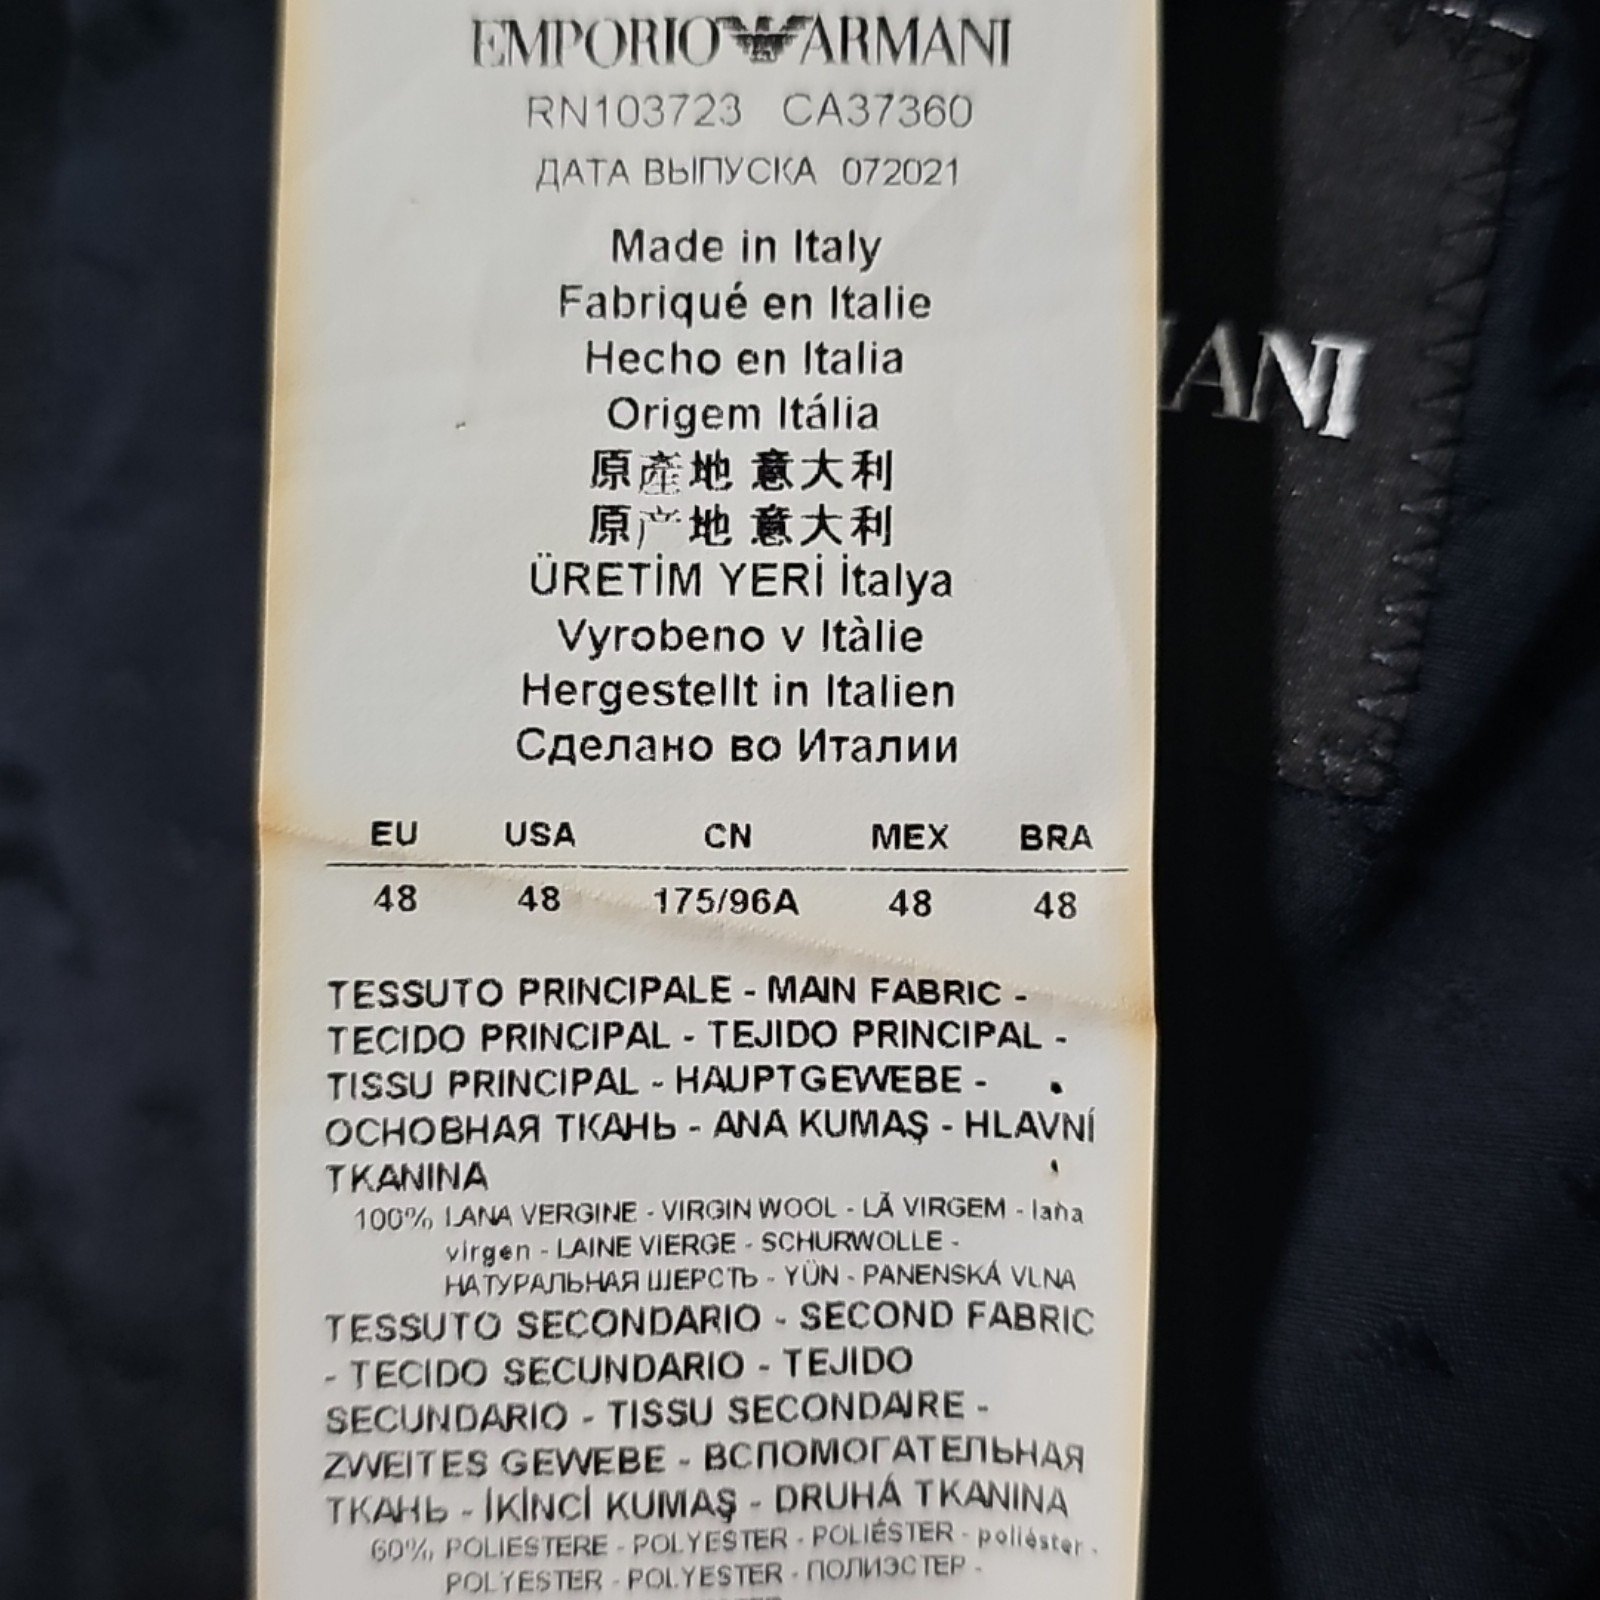 EMPORIO ARMANI
RN103723 CA37360
ДАТА ВЫПУСКА 072021
Made in Italy
Fabriqué en Italie
Hecho en Italia
Origem Itália
原產地 意大利
原产地 意大利
ÜRETİM YERİ İtalya
Vyrobeno v Itàlie
Hergestellt in Italien
Сделано во Италии
EU USA CN MEX BRA
48 48 175/96A 48 48
TESSUTO PRINCIPALE - MAIN FABRIC -
TECIDO PRINCIPAL - TEJIDO PRINCIPAL -
TISSU PRINCIPAL - HAUPTGEWEBE -
ОСНОВНАЯ ТКАНЬ - ANA KUMAŞ - HLAVNÍ
TKANINA
100% LANA VERGINE - VIRGIN WOOL - LÃ VIRGEM - lana
virgen - LAINE VIERGE - SCHURWOLLE -
НАТУРАЛЬНАЯ ШЕРСТЬ - YÜN - PANENSKÁ VLNA
TESSUTO SECONDARIO - SECOND FABRIC
- TECIDO SECUNDARIO - TEJIDO
SECUNDARIO - TISSU SECONDAIRE -
ZWEITES GEWEBE - ВСПОМОГАТЕЛЬНАЯ
ТКАНЬ - İKİNCİ KUMAŞ - DRUHÁ TKANINA
60% POLIESTERE - POLYESTER - POLIÉSTER - poliéster -
POLYESTER - POLYESTER - ПОЛИЭСТЕР -
MANI